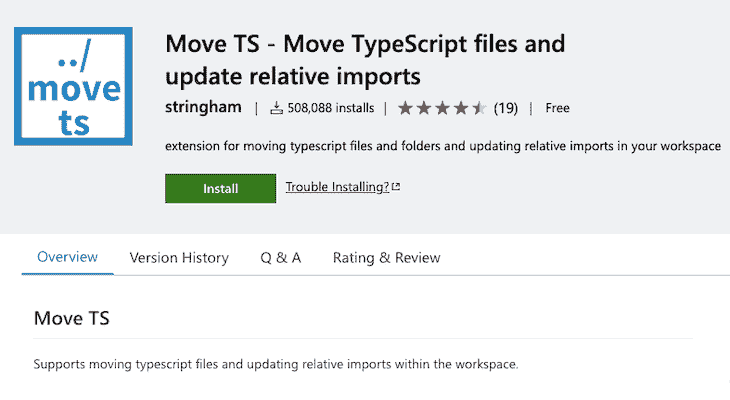 ../
move
ts
Move TS - Move TypeScript files and
update relative imports
stringham | 508,088 installs | (19) | Free
extension for moving typescript files and folders and updating relative imports in your workspace
Install Trouble Installing?
Overview Version History Q & A Rating & Review
Move TS
Supports moving typescript files and updating relative imports within the workspace.